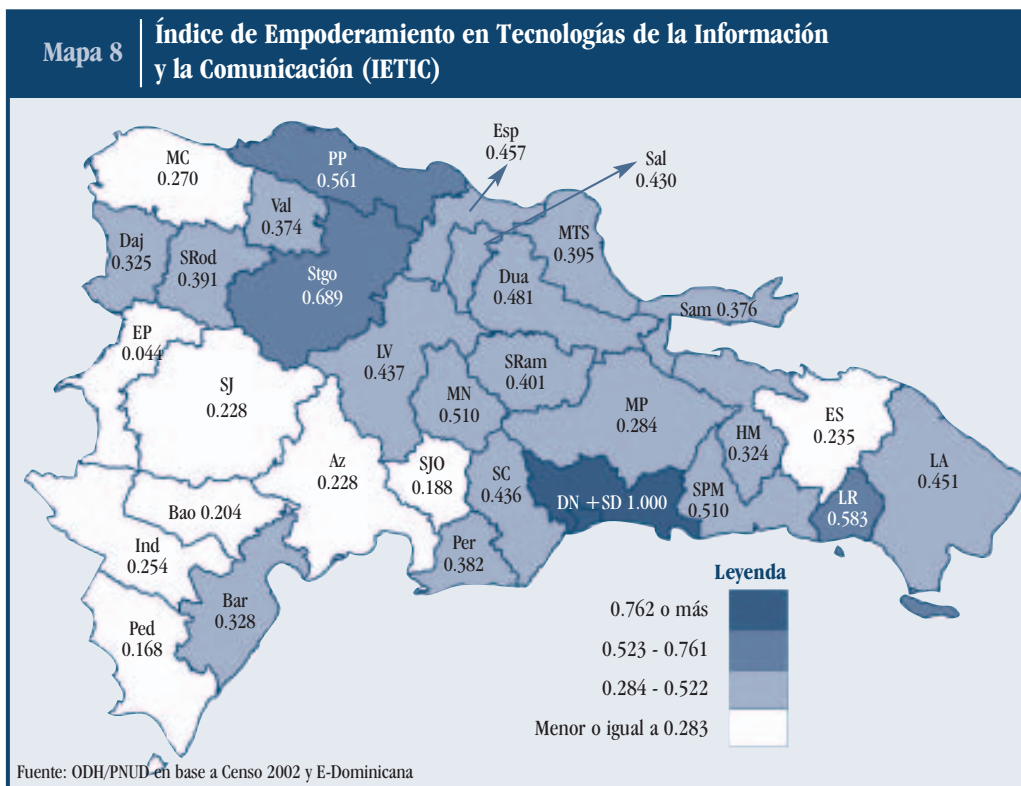 Mapa 8
Índice de Empoderamiento en Tecnologías de la Información
y la Comunicación (IETIC)
Esp
0.457
Sal
0.430
MC
0.270
PP
0.561
Val
0.374
MTS
0.395
Daj
0.325
SRod
0.391
Stgo
0.689
Dua
0.481
Sam 0.376
EP
0.044
LV
0.437
SRam
0.401
SJ
0.228
MN
0.510
MP
0.284
ES
0.235
HM
0.324
Az
0.228
SJO
0.188
SC
0.436
LA
0.451
DN +SD 1.000
SPM
0.510
LR
0.583
Bao 0.204
Ind
0.254
Per
0.382
Bar
0.328
Ped
0.168
Leyenda
0.762 o más
0.523 - 0.761
0.284 - 0.522
Menor o igual a 0.283
Fuente: ODH/PNUD en base a Censo 2002 y E-Dominicana